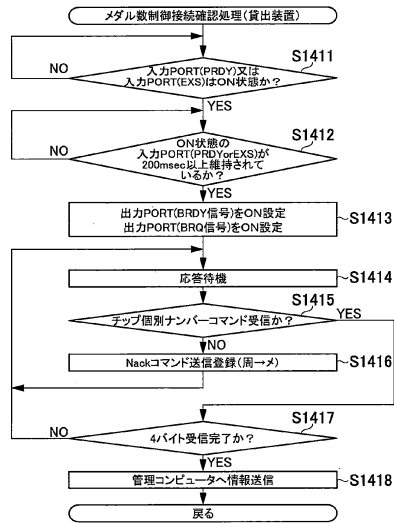 メダル数制御接続確認処理(貸出装置)
S1411
入力PORT(PRDY)又は
入力PORT(EXS)はON状態か?
NO
YES
S1412
ON状態の
入力PORT(PRDYorEXS)が
200msec以上維持されて
いるか?
NO
YES
出力PORT(BRDY信号)をON設定
出力PORT(BRQ信号)をON設定
S1413
応答待機
S1414
S1415
チップ個別ナンバーコマンド受信か?
YES
NO
Nackコマンド送信登録(周→メ)
S1416
S1417
4バイト受信完了か?
NO
YES
管理コンピュータへ情報送信
S1418
戻る